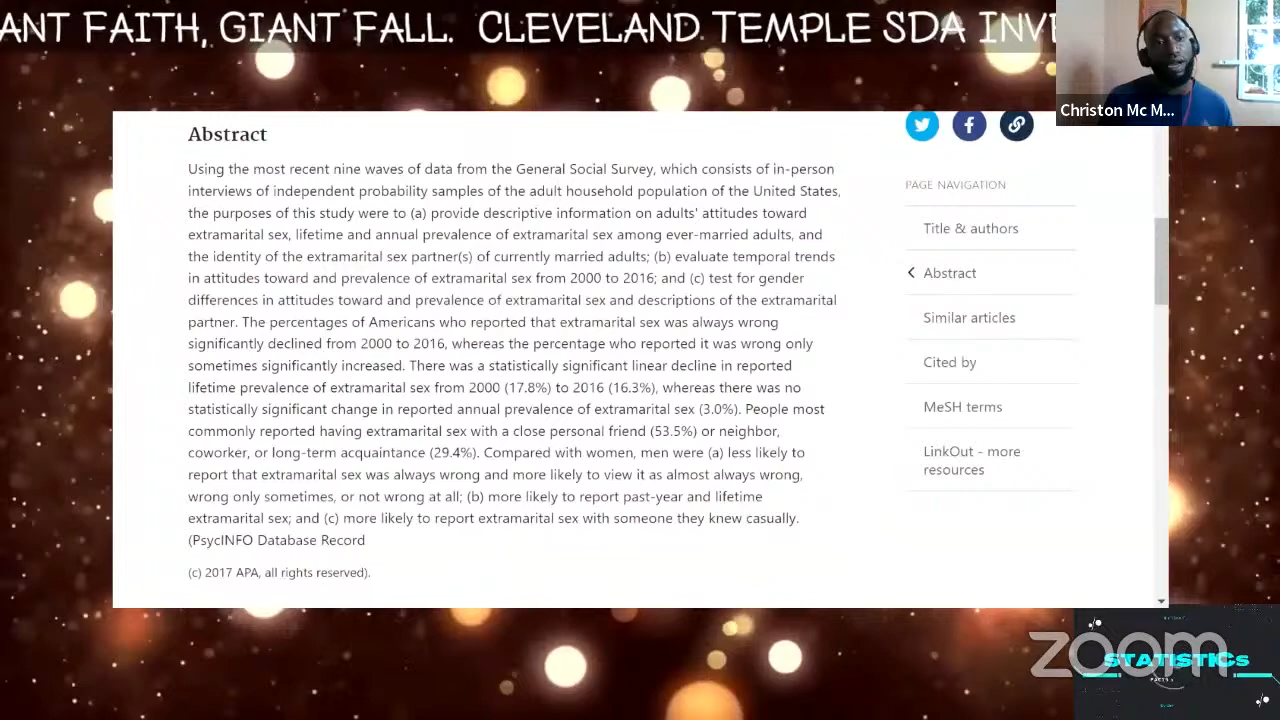 ANT FAITH, GIANT FALL. CLEVELAND TEMPLE SDA INVE
Christon Mc M...
Abstract
Using the most recent nine waves of data from the General Social Survey, which consists of in-person
interviews of independent probability samples of the adult household population of the United States,
the purposes of this study were to (a) provide descriptive information on adults' attitudes toward
extramarital sex, lifetime and annual prevalence of extramarital sex among ever-married adults, and
the identity of the extramarital sex partner(s) of currently married adults; (b) evaluate temporal trends
in attitudes toward and prevalence of extramarital sex from 2000 to 2016; and (c) test for gender
differences in attitudes toward and prevalence of extramarital sex and descriptions of the extramarital
partner. The percentages of Americans who reported that extramarital sex was always wrong
significantly declined from 2000 to 2016, whereas the percentage who reported it was wrong only
sometimes significantly increased. There was a statistically significant linear decline in reported
lifetime prevalence of extramarital sex from 2000 (17.8%) to 2016 (16.3%), whereas there was no
statistically significant change in reported annual prevalence of extramarital sex (3.0%). People most
commonly reported having extramarital sex with a close personal friend (53.5%) or neighbor,
coworker, or long-term acquaintance (29.4%). Compared with women, men were (a) less likely to
report that extramarital sex was always wrong and more likely to view it as almost always wrong,
wrong only sometimes, or not wrong at all; (b) more likely to report past-year and lifetime
extramarital sex; and (c) more likely to report extramarital sex with someone they knew casually.
(PsycINFO Database Record
(c) 2017 APA, all rights reserved).
PAGE NAVIGATION
Title & authors
Abstract
Similar articles
Cited by
MeSH terms
LinkOut - more
resources
zoom
STATISTICs
FACTS